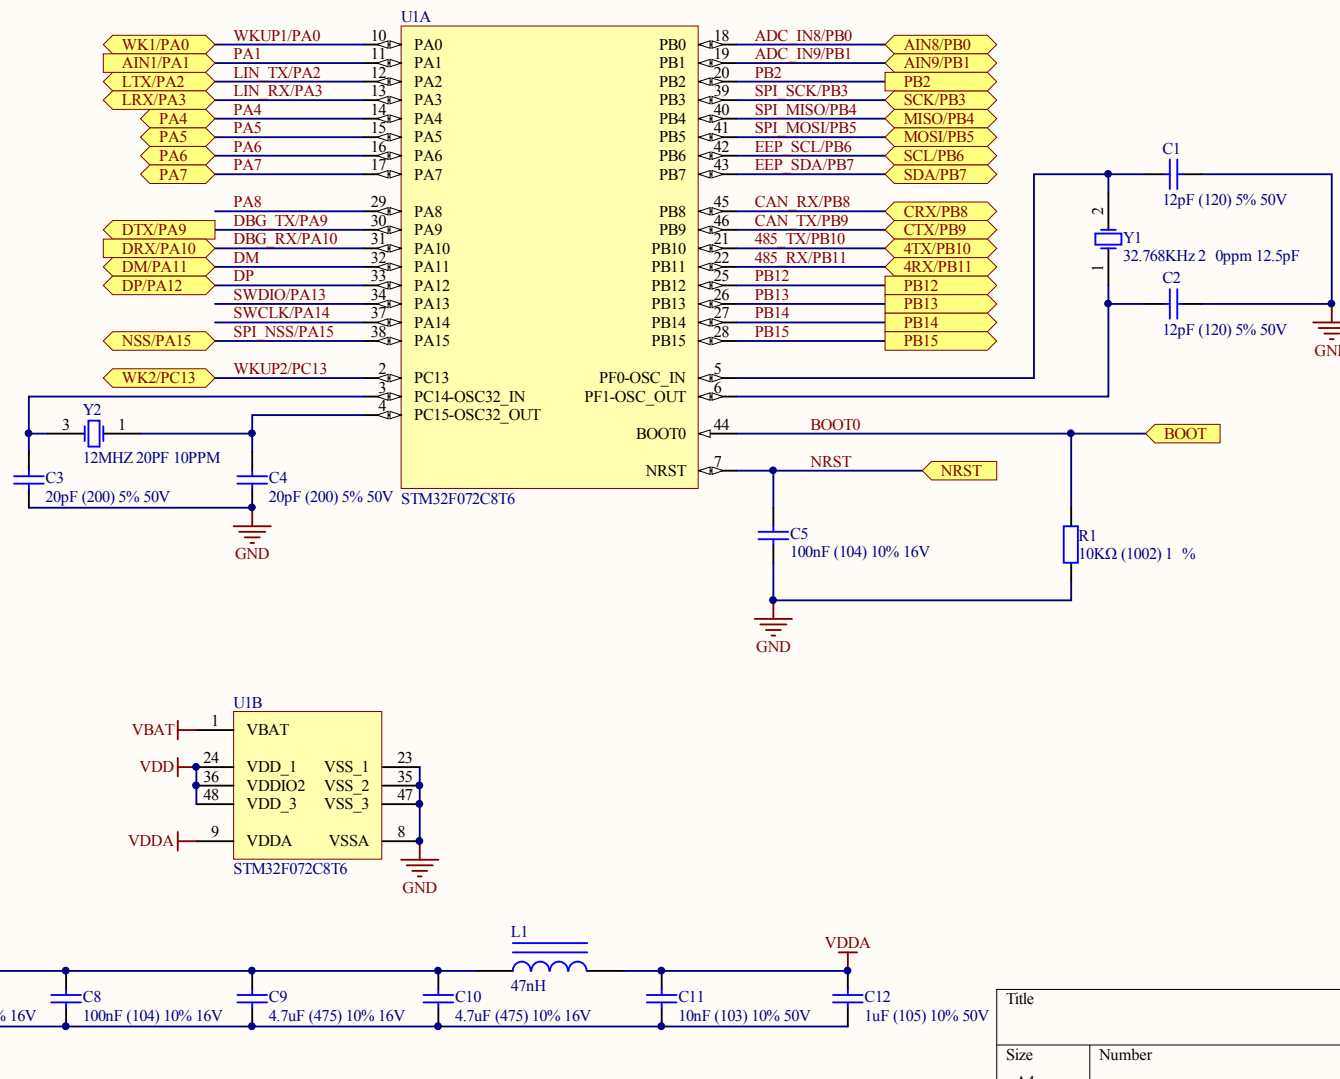 U1A
WK1/PA0 WKUP1/PA0 10 PA0 PB0 18 ADC_IN8/PB0 AIN8/PB0
AIN1/PA1 PA1 11 PA1 PB1 19 ADC_IN9/PB1 AIN9/PB1
LTX/PA2 LIN_TX/PA2 12 PA2 PB2 20 PB2 PB2
LRX/PA3 LIN_RX/PA3 13 PA3 PB3 39 SPI_SCK/PB3 SCK/PB3
PA4 PA4 14 PA4 PB4 40 SPI_MISO/PB4 MISO/PB4
PA5 PA5 15 PA5 PB5 41 SPI_MOSI/PB5 MOSI/PB5
PA6 PA6 16 PA6 PB6 42 EEP_SCL/PB6 SCL/PB6
PA7 PA7 17 PA7 PB7 43 EEP_SDA/PB7 SDA/PB7
PA8 29 PA8 PB8 45 CAN_RX/PB8 CRX/PB8
DTX/PA9 DBG_TX/PA9 30 PA9 PB9 46 CAN_TX/PB9 CTX/PB9
DRX/PA10 DBG_RX/PA10 31 PA10 PB10 21 485_TX/PB10 4TX/PB10
DM/PA11 DM 32 PA11 PB11 22 485_RX/PB11 4RX/PB11
DP/PA12 DP 33 PA12 PB12 25 PB12 PB12
SWDIO/PA13 34 PA13 PB13 26 PB13 PB13
SWCLK/PA14 37 PA14 PB14 27 PB14 PB14
NSS/PA15 SPI_NSS/PA15 38 PA15 PB15 28 PB15 PB15
WK2/PC13 WKUP2/PC13 2 PC13 PF0-OSC_IN 5
3 PC14-OSC32_IN PF1-OSC_OUT 6
4 PC15-OSC32_OUT
BOOT0 44 BOOT0 BOOT
NRST 7 NRST NRST
STM32F072C8T6
C1
12pF (120) 5% 50V
2
Y1
32.768KHz 2 0ppm 12.5pF
1
C2
12pF (120) 5% 50V
GND
Y2
3 1
12MHZ 20PF 10PPM
C3
20pF (200) 5% 50V
C4
20pF (200) 5% 50V
GND
C5
100nF (104) 10% 16V
R1
10KΩ (1002) 1 %
GND
U1B
VBAT 1 VBAT
VDD 24 VDD_1 VSS_1 23
36 VDDIO2 VSS_2 35
48 VDD_3 VSS_3 47
VDDA 9 VDDA VSSA 8
STM32F072C8T6
GND
L1
47nH
VDDA
C8 C9 C10 C11 C12
% 16V 100nF (104) 10% 16V 4.7uF (475) 10% 16V 4.7uF (475) 10% 16V 10nF (103) 10% 50V 1uF (105) 10% 50V
Title
Size Number